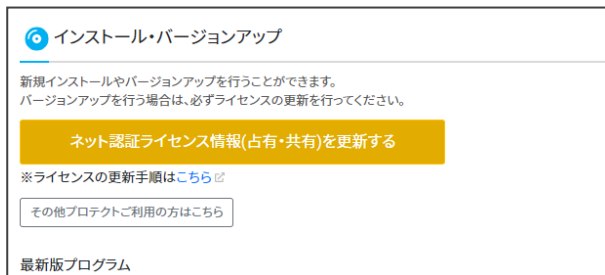 インストール・バージョンアップ
新規インストールやバージョンアップを行うことができます。
バージョンアップを行う場合は、必ずライセンスの更新を行ってください。
ネット認証ライセンス情報(占有・共有)を更新する
※ライセンスの更新手順はこちら
その他プロテクトご利用の方はこちら
最新版プログラム